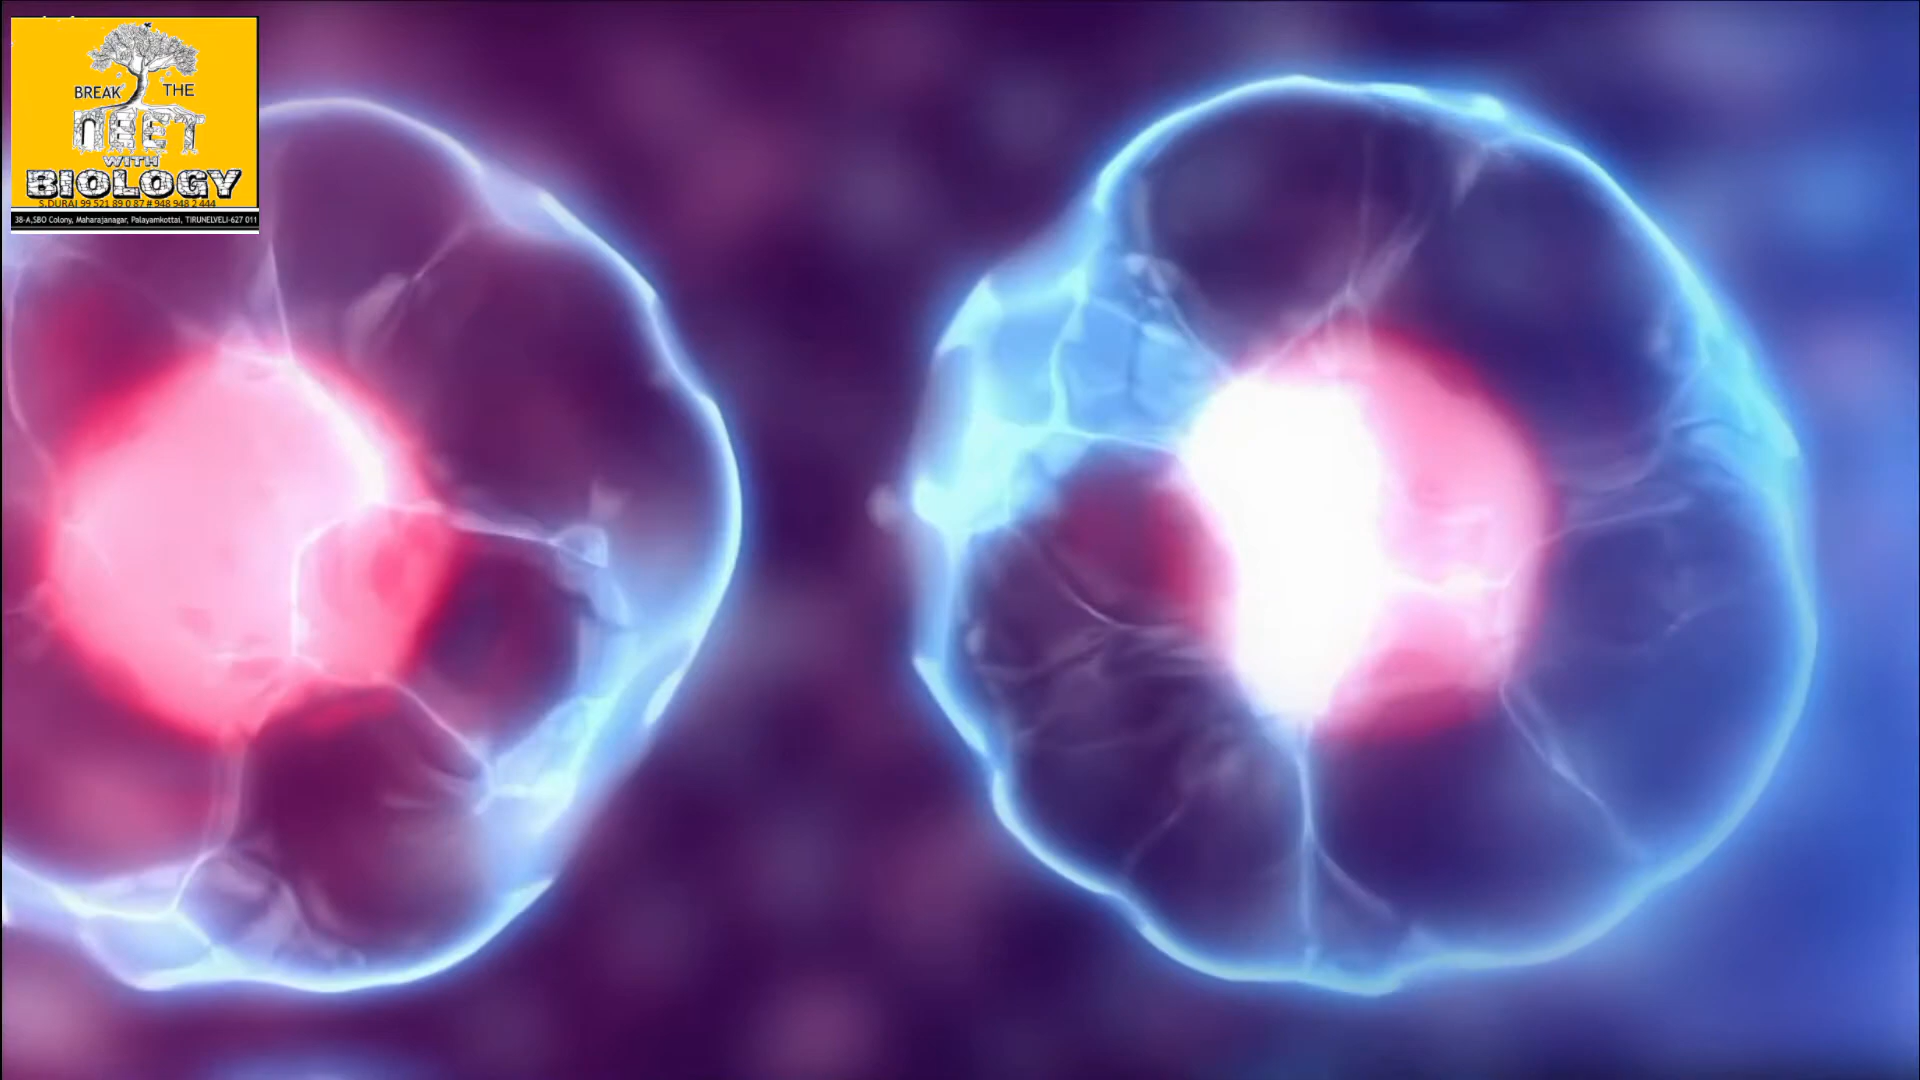 BREAK THE
NEET
WITH
BIOLOGY
S.DURAI 99 521 89 0 87 # 948 948 2 444
38-A,SBO Colony, Maharajanagar, Palayamkottai, TIRUNELVELI-627 011